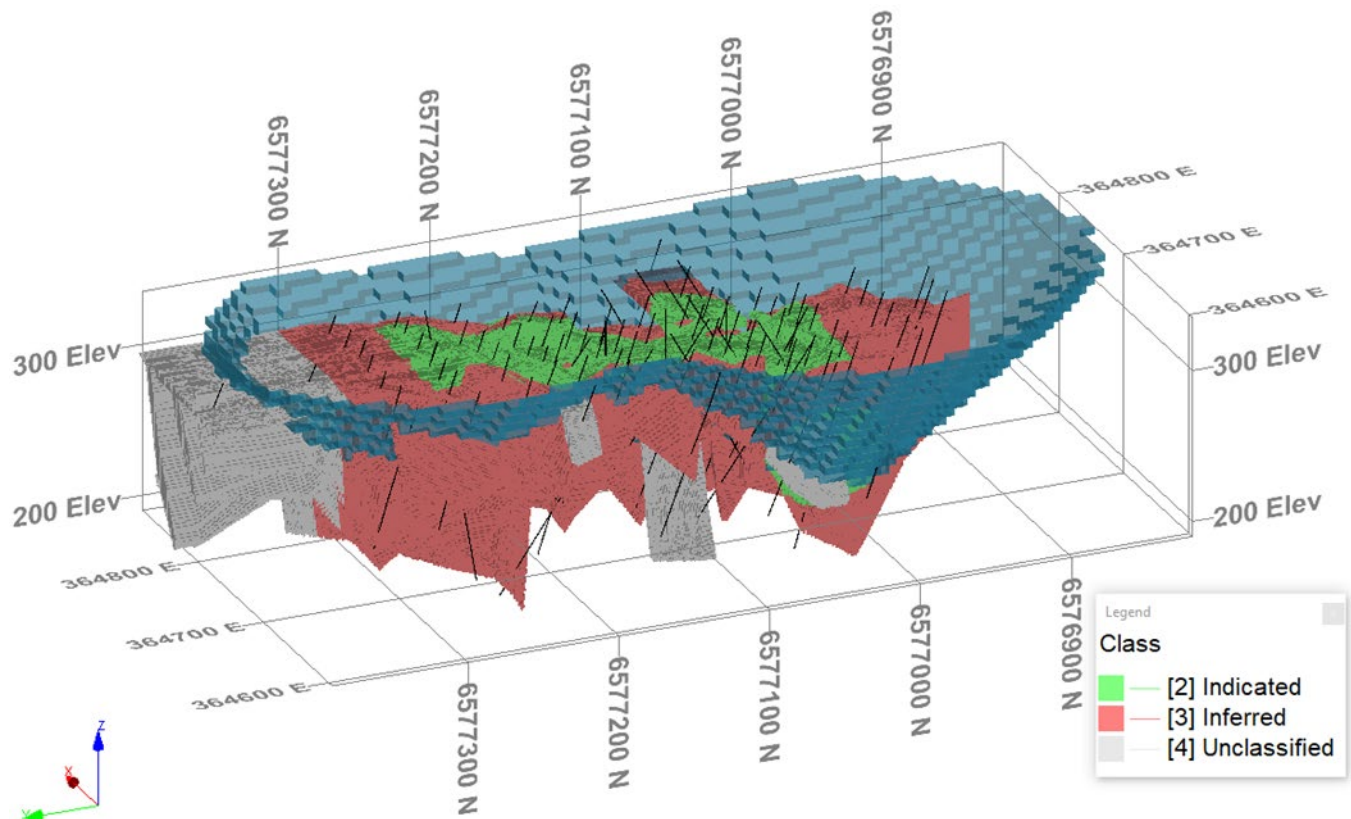 6577300 N
6577200 N
6577100 N
6577000 N
6576900 N
364800 E
364700 E
364600 E
300 Elev
300 Elev
200 Elev
200 Elev
364800 E
364700 E
364600 E
6577300 N
6577200 N
6577100 N
6577000 N
6576900 N
Legend
Class
[2] Indicated
[3] Inferred
[4] Unclassified
Z
X
Y